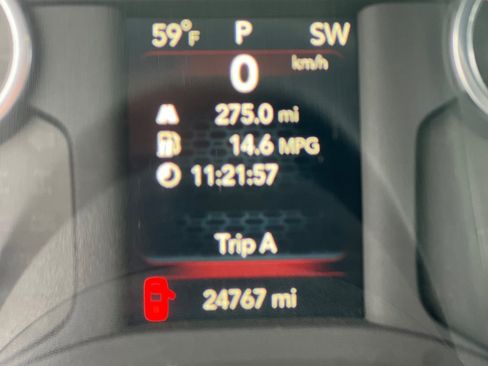 59°F P SW
0 km/h
275.0 mi
14.6 MPG
11:21:57
Trip A
24767 mi